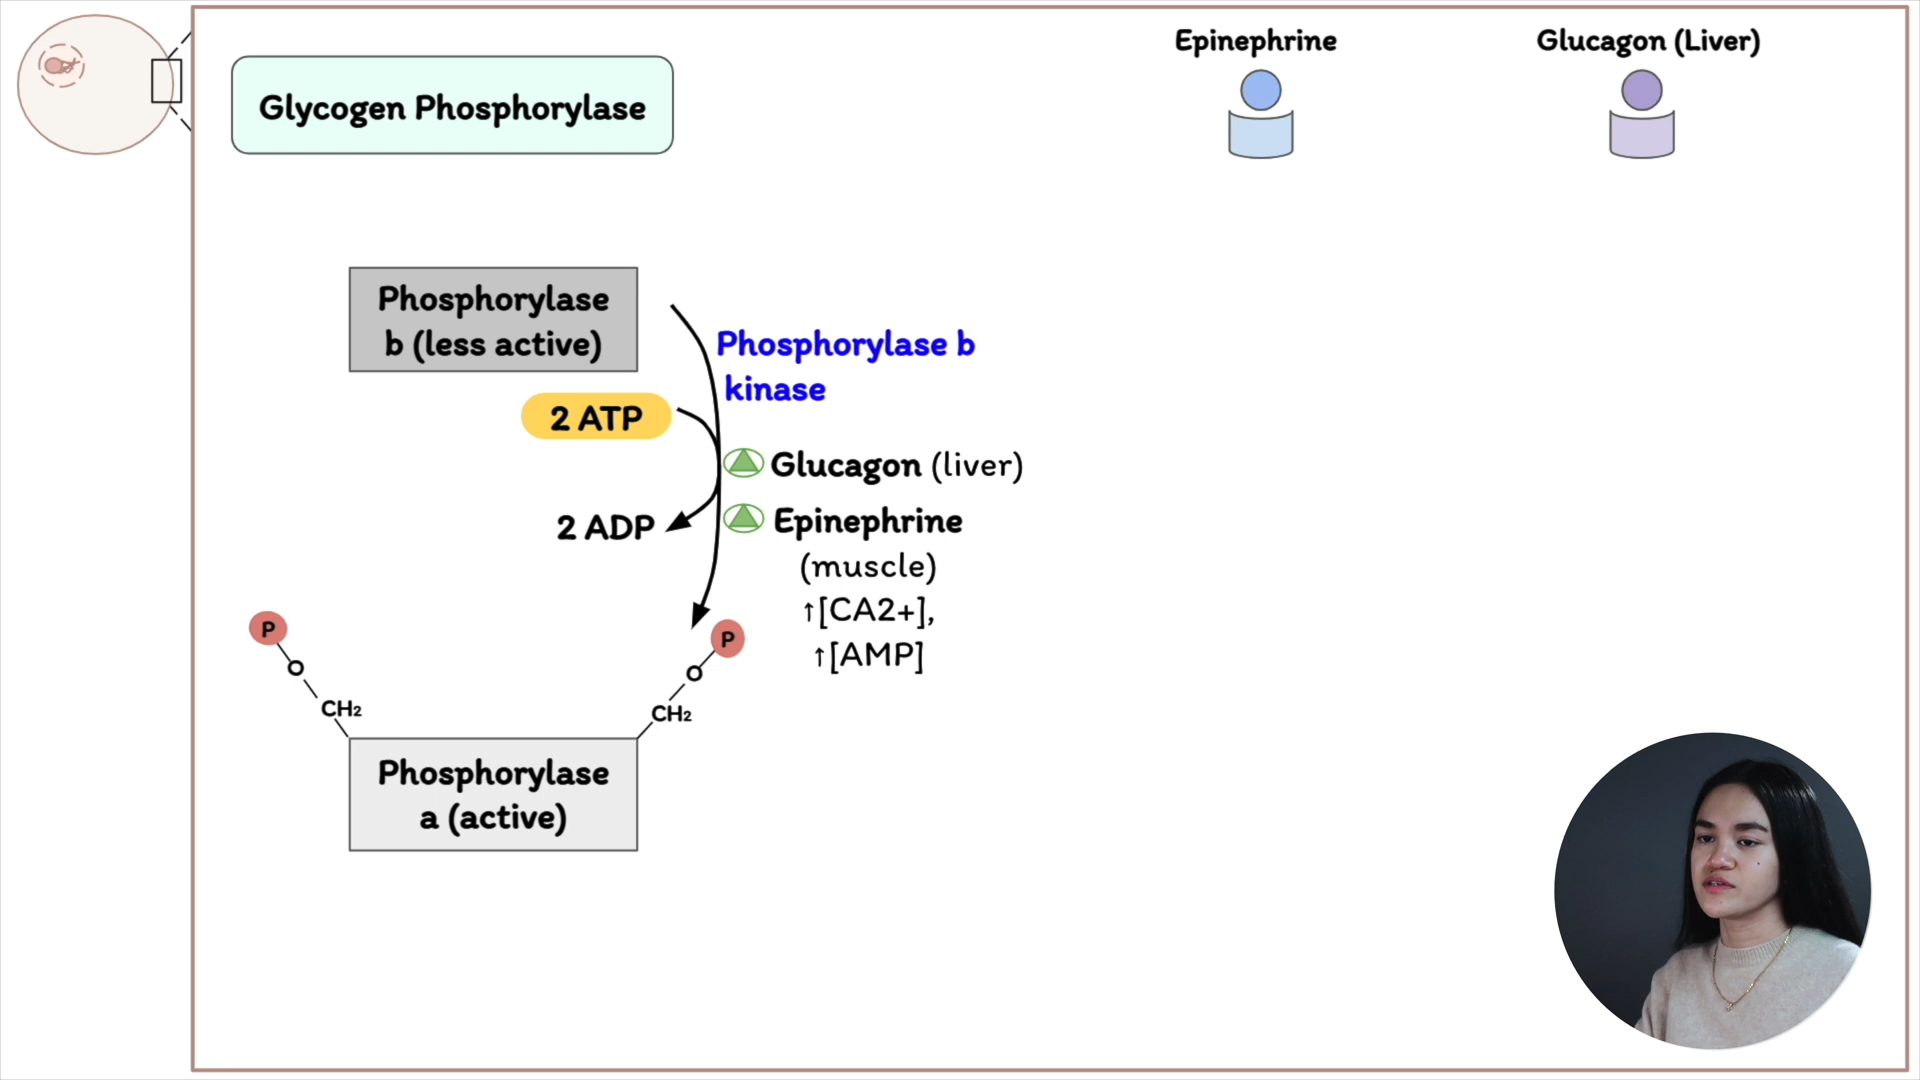 Epinephrine
Glucagon (Liver)
Glycogen Phosphorylase
Phosphorylase
b (less active)
Phosphorylase b
kinase
2 ATP
Glucagon (liver)
2 ADP
Epinephrine
(muscle)
↑[CA2+],
↑[AMP]
P
O
CH₂
P
O
CH₂
Phosphorylase
a (active)